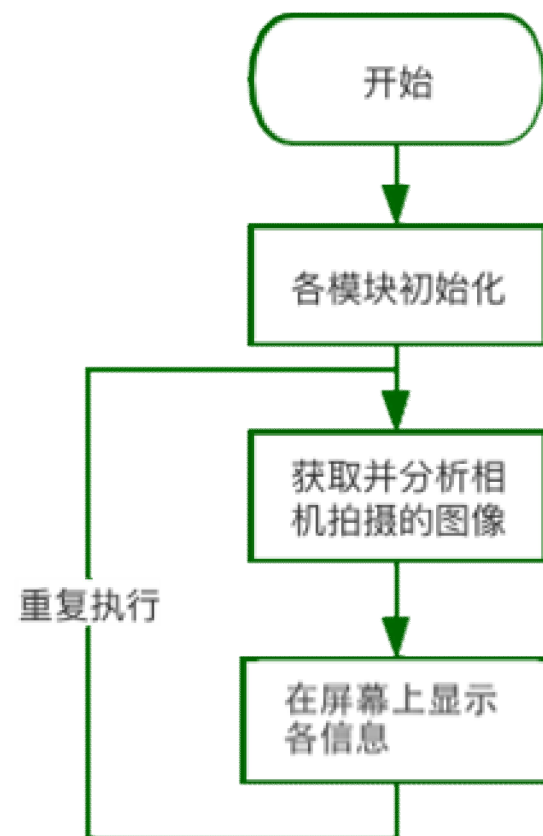 开始
各模块初始化
获取并分析相
机拍摄的图像
重复执行
在屏幕上显示
各信息